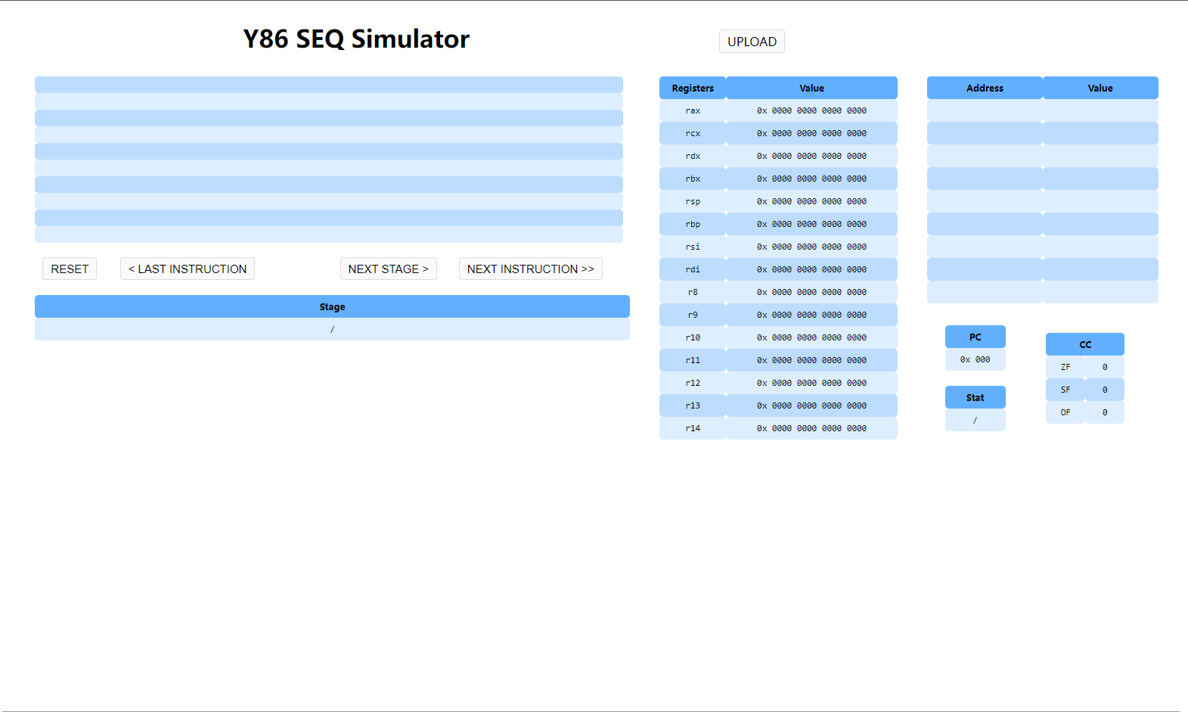 Y86 SEQ Simulator
UPLOAD
RESET
< LAST INSTRUCTION
NEXT STAGE >
NEXT INSTRUCTION >>
Stage
/
Registers Value
rax 0x 0000 0000 0000 0000
rcx 0x 0000 0000 0000 0000
rdx 0x 0000 0000 0000 0000
rbx 0x 0000 0000 0000 0000
rsp 0x 0000 0000 0000 0000
rbp 0x 0000 0000 0000 0000
rsi 0x 0000 0000 0000 0000
rdi 0x 0000 0000 0000 0000
r8 0x 0000 0000 0000 0000
r9 0x 0000 0000 0000 0000
r10 0x 0000 0000 0000 0000
r11 0x 0000 0000 0000 0000
r12 0x 0000 0000 0000 0000
r13 0x 0000 0000 0000 0000
r14 0x 0000 0000 0000 0000
Address Value
PC
0x 000
Stat
/
CC
ZF 0
SF 0
OF 0